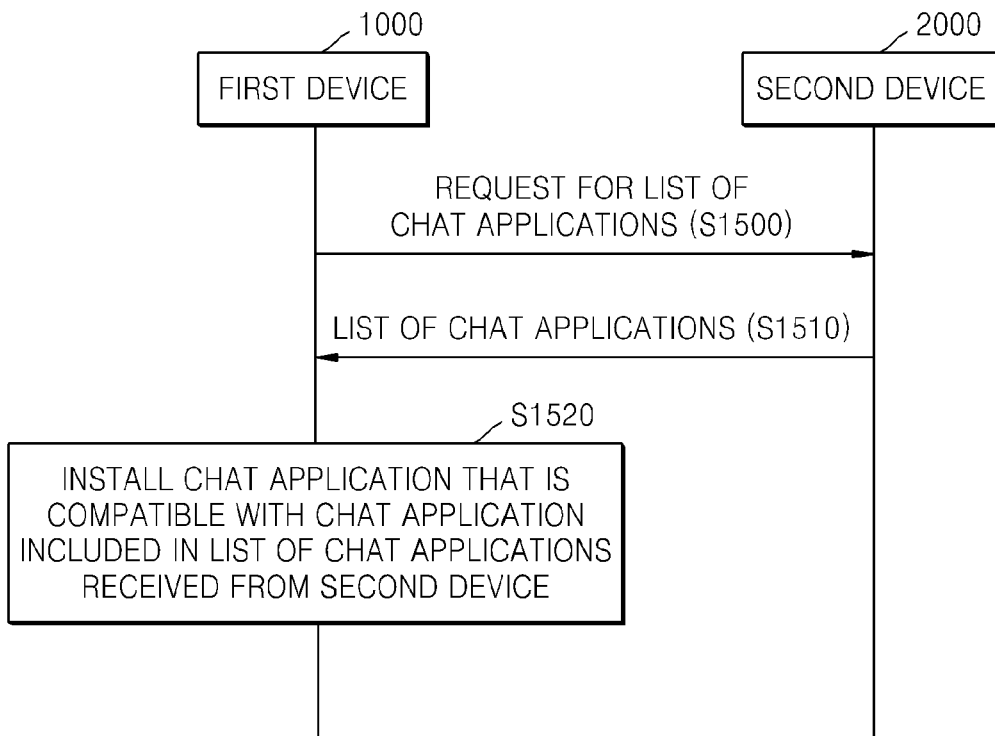 1000
2000
FIRST DEVICE
SECOND DEVICE
REQUEST FOR LIST OF
CHAT APPLICATIONS (S1500)
LIST OF CHAT APPLICATIONS (S1510)
S1520
INSTALL CHAT APPLICATION THAT IS
COMPATIBLE WITH CHAT APPLICATION
INCLUDED IN LIST OF CHAT APPLICATIONS
RECEIVED FROM SECOND DEVICE